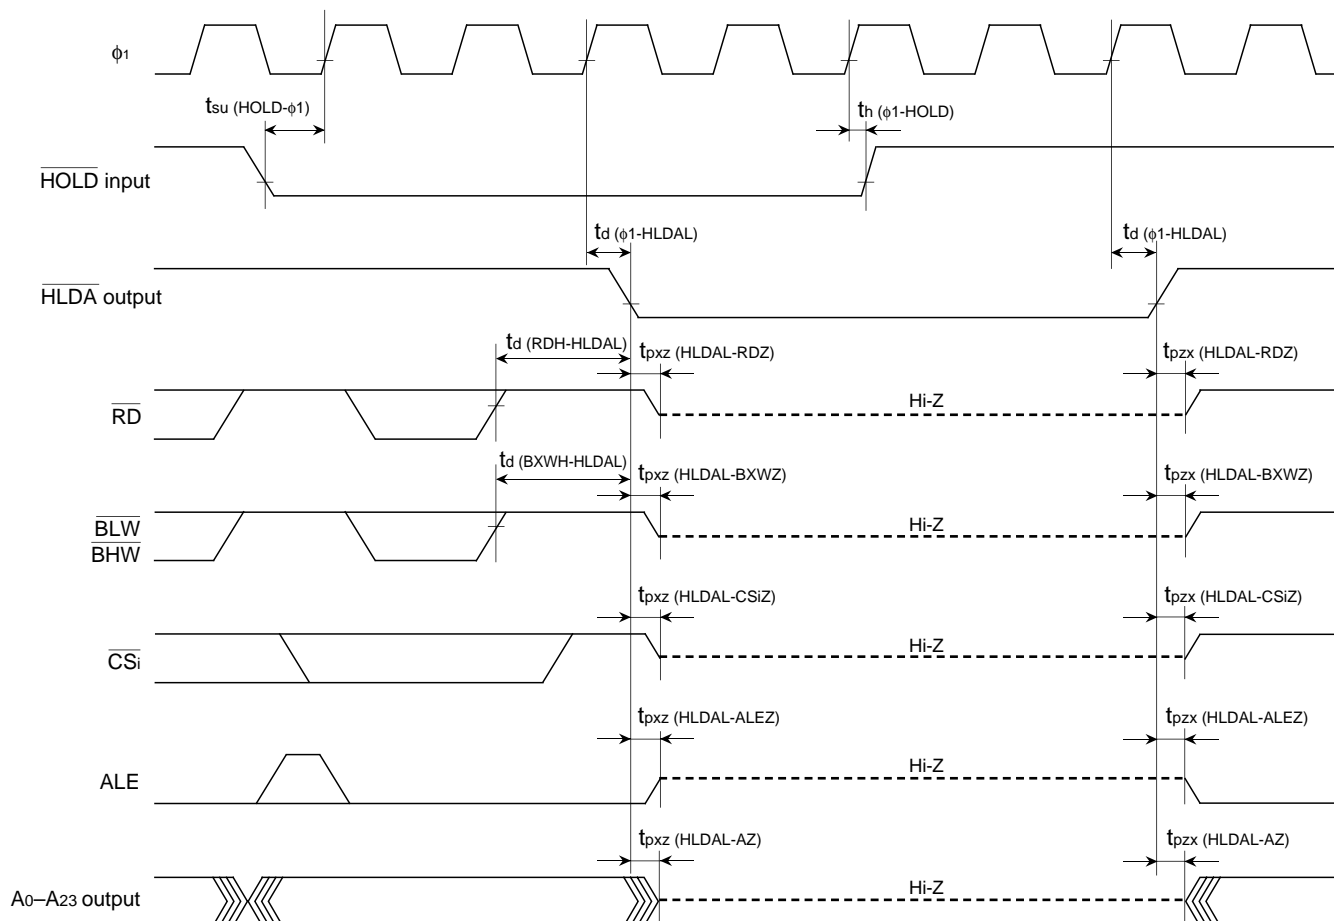 ϕ1
tsu (HOLD-ϕ1)
th (ϕ1-HOLD)
HOLD input
td (ϕ1-HLDAL)
td (ϕ1-HLDAL)
HLDA output
td (RDH-HLDAL)
tpxz (HLDAL-RDZ)
tpzx (HLDAL-RDZ)
RD
Hi-Z
td (BXWH-HLDAL)
tpxz (HLDAL-BXWZ)
tpzx (HLDAL-BXWZ)
BLW
BHW
Hi-Z
tpxz (HLDAL-CSiZ)
tpzx (HLDAL-CSiZ)
CSi
Hi-Z
tpxz (HLDAL-ALEZ)
tpzx (HLDAL-ALEZ)
ALE
Hi-Z
tpxz (HLDAL-AZ)
tpzx (HLDAL-AZ)
A0–A23 output
Hi-Z